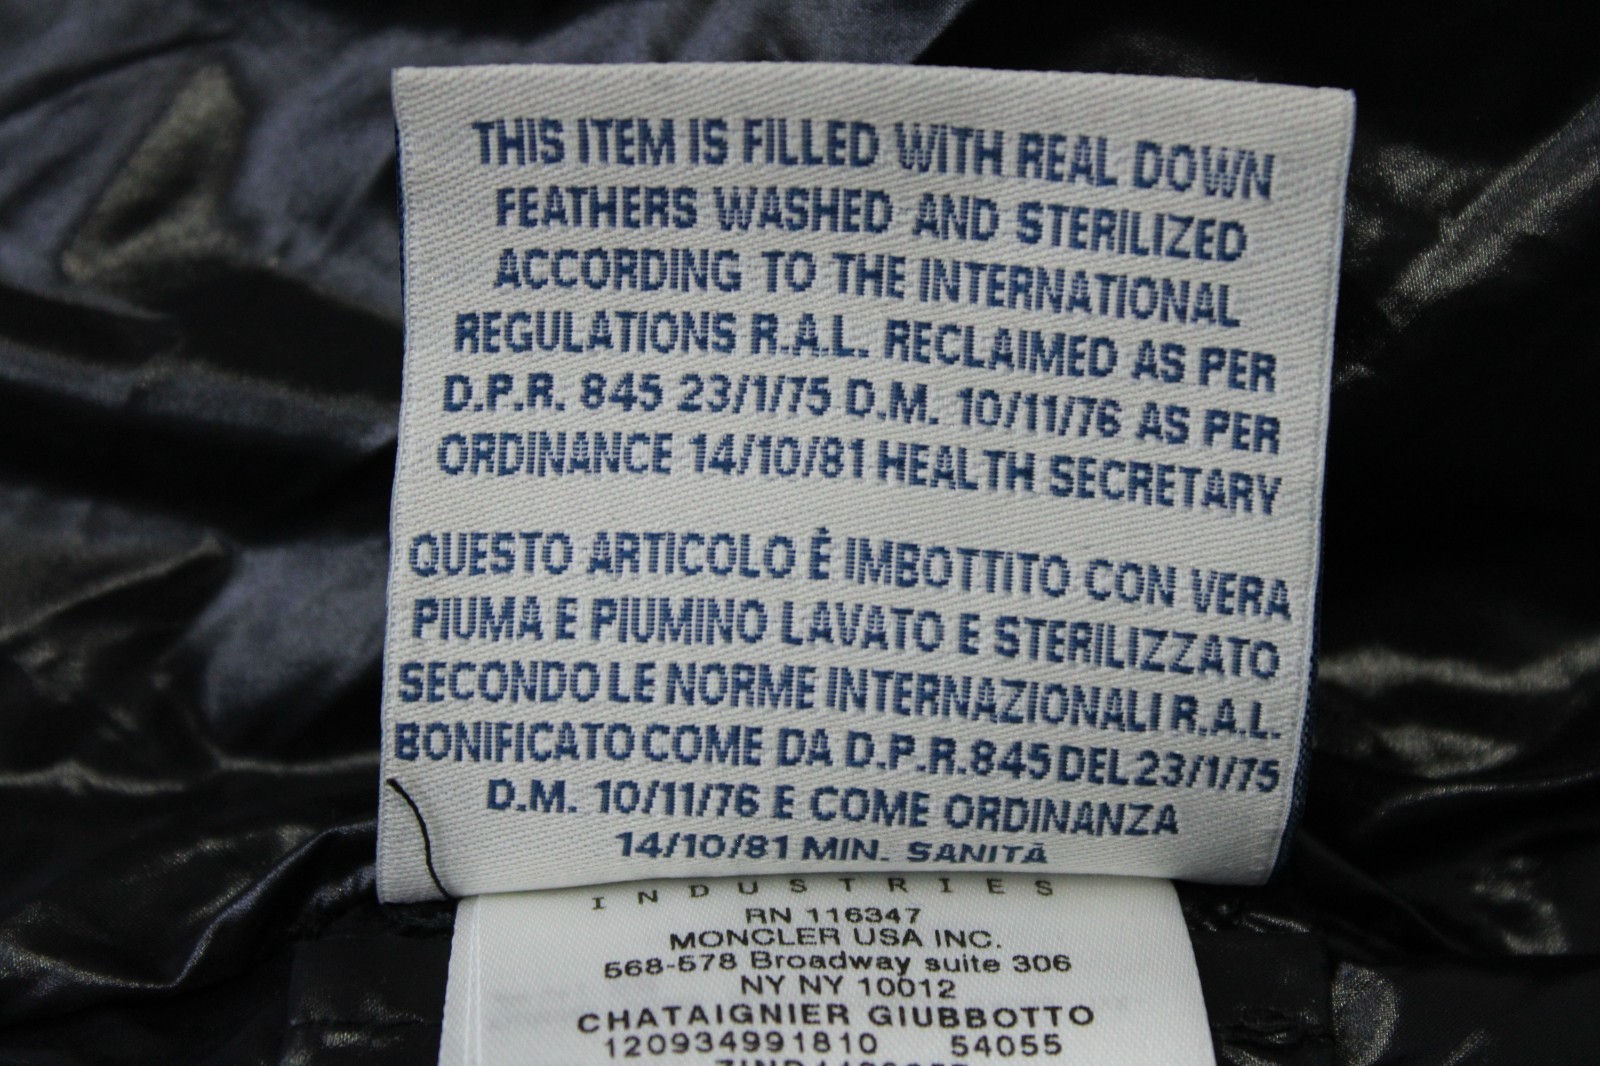 THIS ITEM IS FILLED WITH REAL DOWN
FEATHERS WASHED AND STERILIZED
ACCORDING TO THE INTERNATIONAL
REGULATIONS R.A.L. RECLAIMED AS PER
D.P.R. 845 23/1/75 D.M. 10/11/76 AS PER
ORDINANCE 14/10/81 HEALTH SECRETARY
QUESTO ARTICOLO È IMBOTTITO CON VERA
PIUMA E PIUMINO LAVATO E STERILIZZATO
SECONDO LE NORME INTERNAZIONALI R.A.L.
BONIFICATO COME DA D.P.R. 845 DEL 23/1/75
D.M. 10/11/76 E COME ORDINANZA
14/10/81 MIN. SANITÀ
INDUSTRIES
RN 116347
MONCLER USA INC.
568-578 Broadway suite 306
NY NY 10012
CHATAIGNIER GIUBBOTTO
120934991810 54055